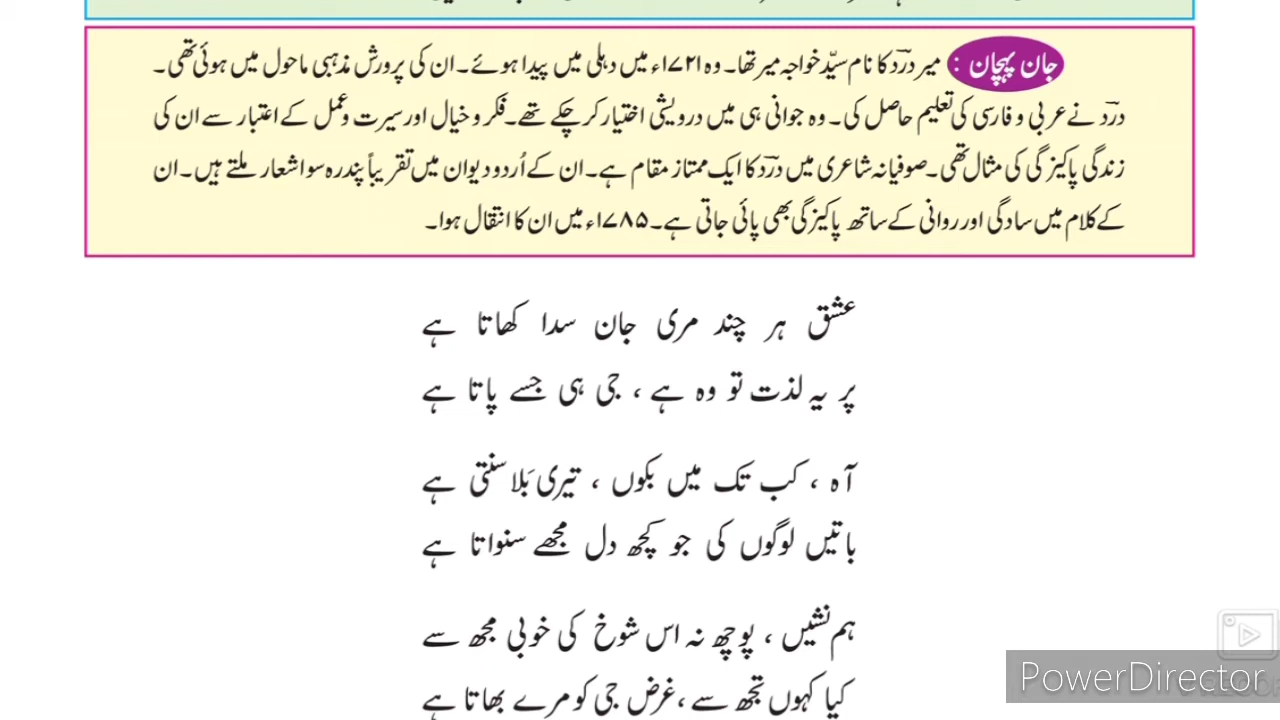 جان پہچان : میر دردؔ کا نام سیّد خواجہ میر تھا۔ وہ ۱۷۲۱ء میں دہلی میں پیدا ہوئے۔ ان کی پرورش مذہبی ماحول میں ہوئی تھی۔
دردؔ نے عربی و فارسی کی تعلیم حاصل کی۔ وہ جوانی ہی میں درویشی اختیار کر چکے تھے۔ فکر و خیال اور سیرت و عمل کے اعتبار سے ان کی
زندگی پاکیزگی کی مثال تھی۔ صوفیانہ شاعری میں دردؔ کا ایک ممتاز مقام ہے۔ ان کے اُردو دیوان میں تقریباً پندرہ سو اشعار ملتے ہیں۔ ان
کے کلام میں سادگی اور روانی کے ساتھ پاکیزگی بھی پائی جاتی ہے۔ ۱۷۸۵ء میں ان کا انتقال ہوا۔
عشق ہر چند مری جان سدا کھاتا ہے
پر یہ لذت تو وہ ہے ، جی ہی جسے پاتا ہے
آہ ، کب تک میں بکوں ، تیری بَلا سنتی ہے
باتیں لوگوں کی جو کچھ دل مجھے سنواتا ہے
ہم نشیں ، پوچھ نہ اس شوخ کی خوبی مجھ سے
کیا کہوں تجھ سے ، غرض جی کو مرے بھاتا ہے
PowerDirector